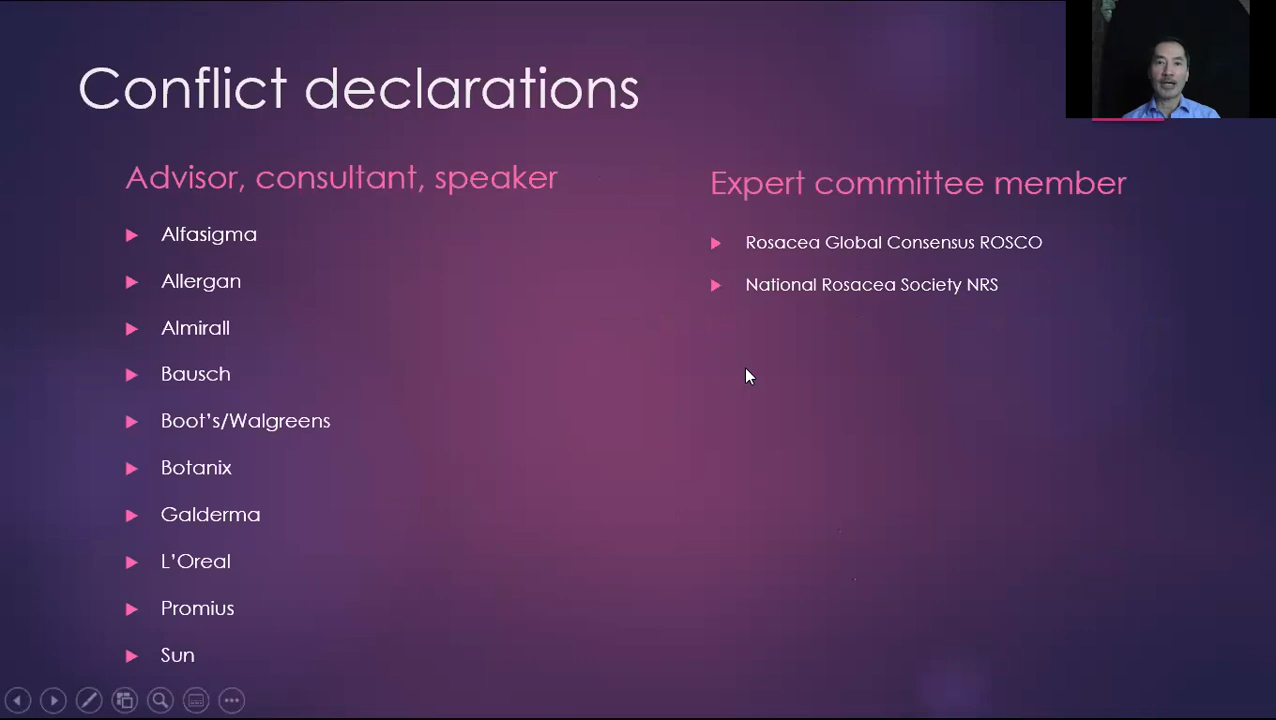 Conflict declarations
Advisor, consultant, speaker
Alfasigma
Allergan
Almirall
Bausch
Boot's/Walgreens
Botanix
Galderma
L'Oreal
Promius
Sun
Expert committee member
Rosacea Global Consensus ROSCO
National Rosacea Society NRS